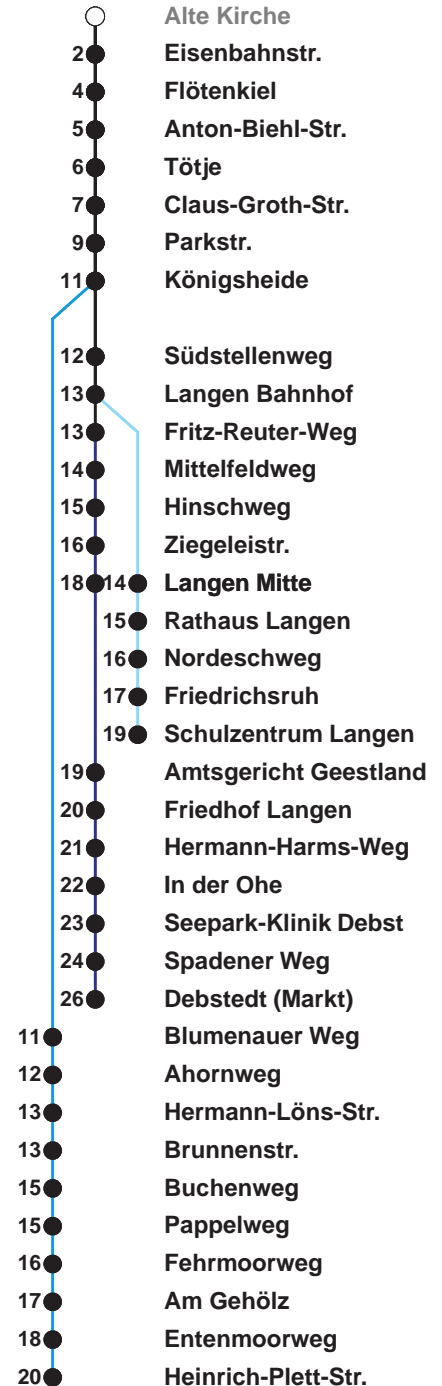 Alte Kirche
2 Eisenbahnstr.
4 Flötenkiel
5 Anton-Biehl-Str.
6 Tötje
7 Claus-Groth-Str.
9 Parkstr.
11 Königsheide
12 Südstellenweg
13 Langen Bahnhof
13 Fritz-Reuter-Weg
14 Mittelfeldweg
15 Hinschweg
16 Ziegeleistr.
18 14 Langen Mitte
15 Rathaus Langen
16 Nordeschweg
17 Friedrichsruh
19 Schulzentrum Langen
19 Amtsgericht Geestland
20 Friedhof Langen
21 Hermann-Harms-Weg
22 In der Ohe
23 Seepark-Klinik Debst
24 Spadener Weg
26 Debstedt (Markt)
11 Blumenauer Weg
12 Ahornweg
13 Hermann-Löns-Str.
13 Brunnenstr.
15 Buchenweg
15 Pappelweg
16 Fehrmoorweg
17 Am Gehölz
18 Entenmoorweg
20 Heinrich-Plett-Str.